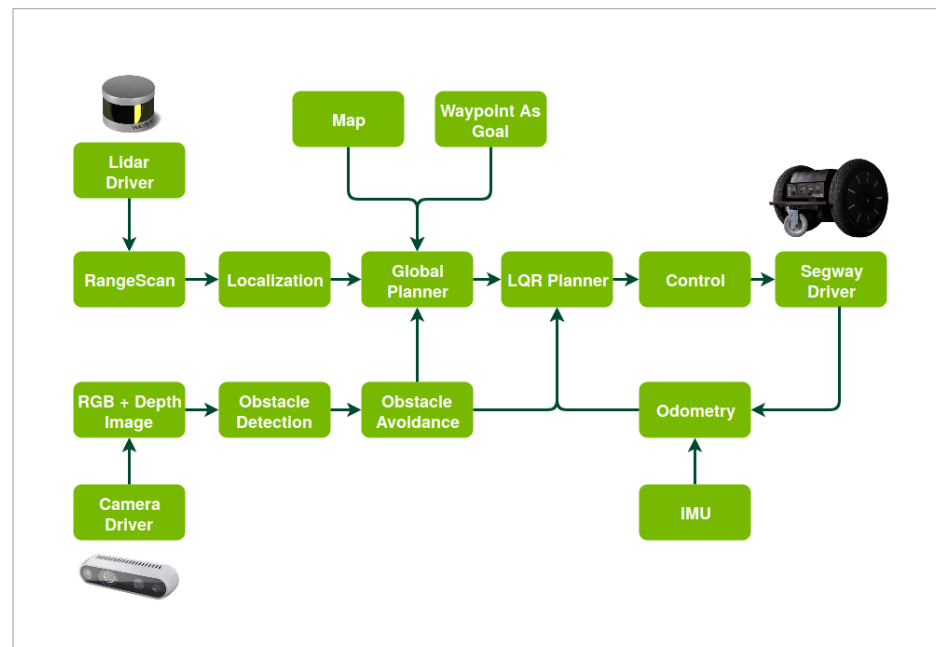 Map
Waypoint As
Goal
Lidar
Driver
RangeScan
Localization
Global
Planner
LQR Planner
Control
Segway
Driver
RGB + Depth
Image
Obstacle
Detection
Obstacle
Avoidance
Odometry
Camera
Driver
IMU